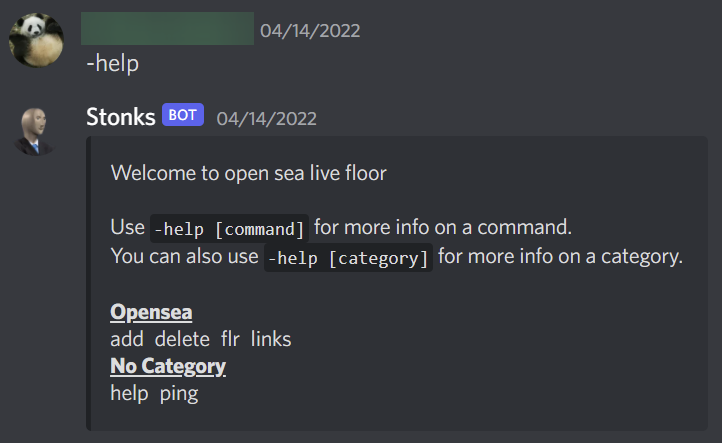 04/14/2022
-help
Stonks BOT 04/14/2022
Welcome to open sea live floor
Use -help [command] for more info on a command.
You can also use -help [category] for more info on a category.
Opensea
add delete flr links
No Category
help ping